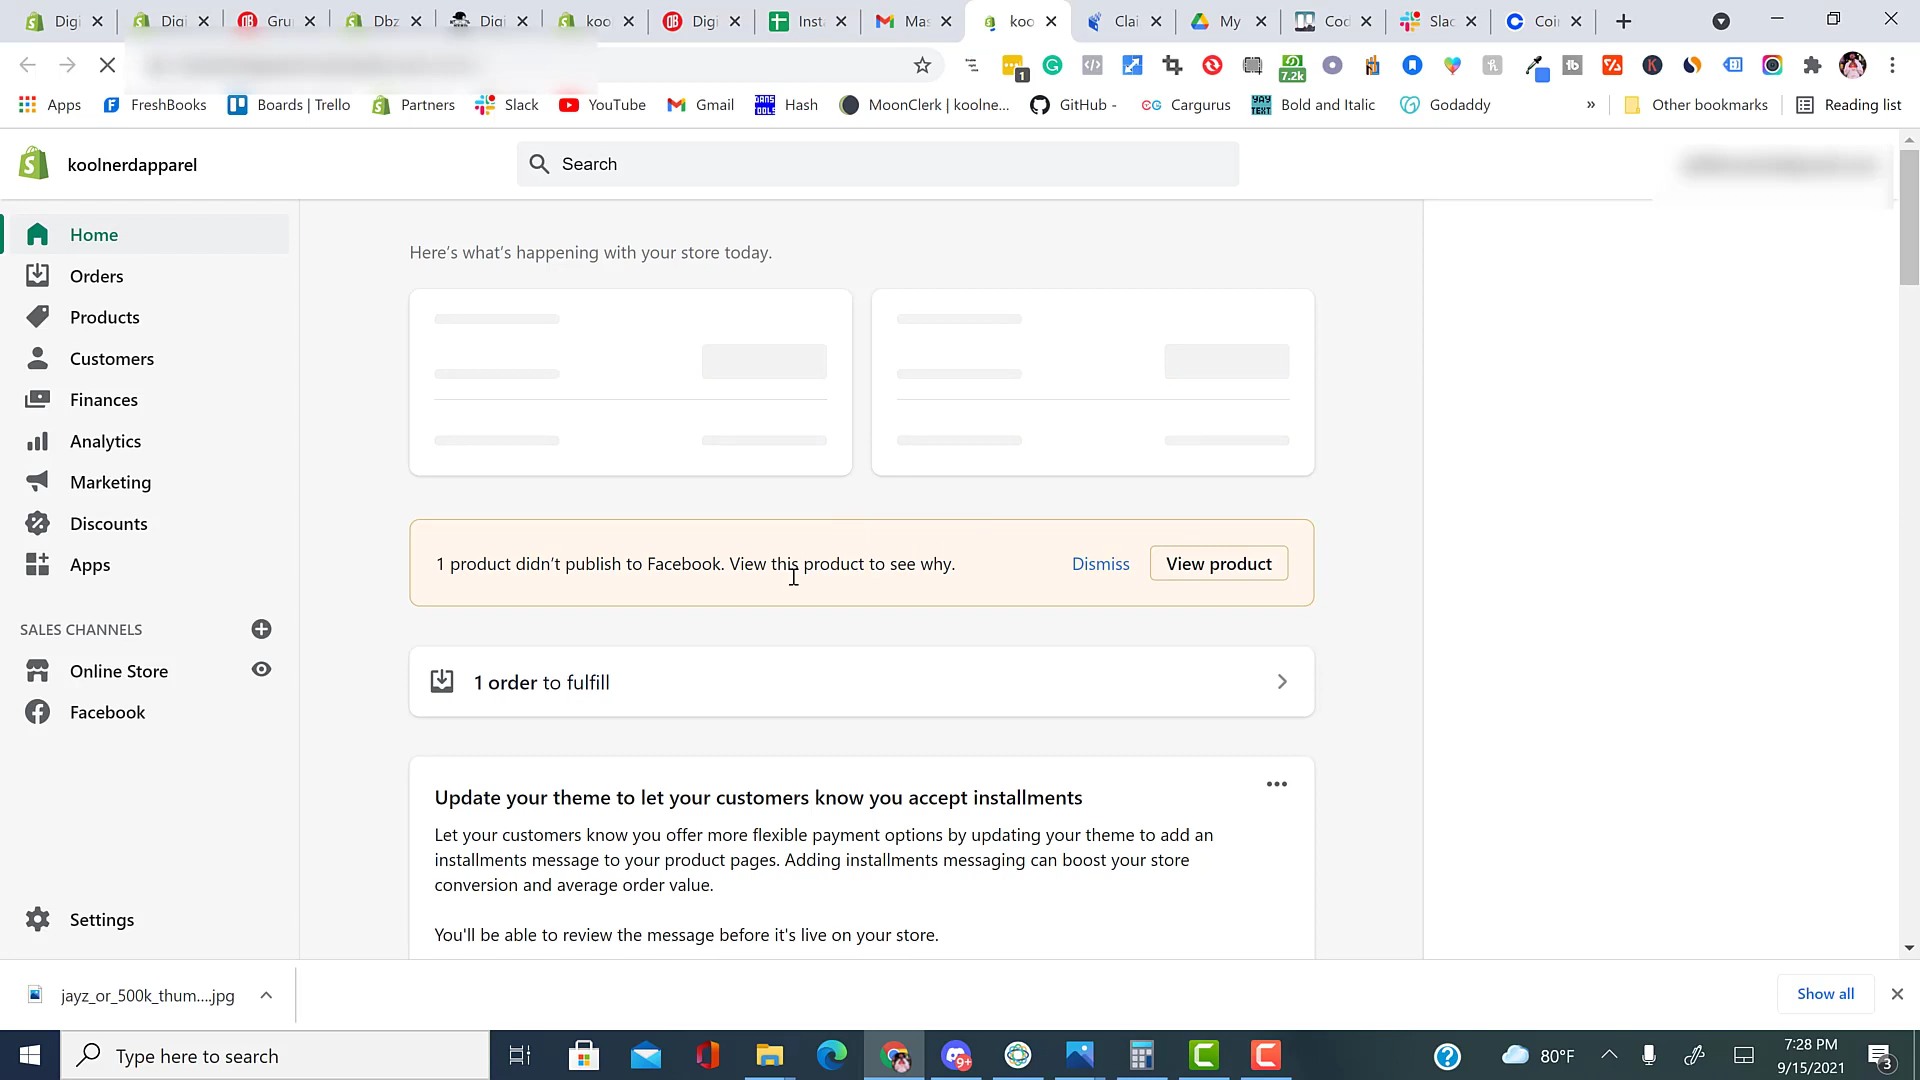 Digi
Digi
Gru
Dbz
Digi
koo
Digi
Inst
Mas
koo
Clai
My
Cod
Slac
Coin
1
7.2k
Apps
FreshBooks
Boards | Trello
Partners
Slack
YouTube
Gmail
Hash
MoonClerk | koolne...
GitHub -
Cargurus
Bold and Italic
Godaddy
»
Other bookmarks
Reading list
koolnerdapparel
Search
Home
Orders
Products
Customers
Finances
Analytics
Marketing
Discounts
Apps
SALES CHANNELS
Online Store
Facebook
Settings
Here's what's happening with your store today.
1 product didn't publish to Facebook. View this product to see why.
Dismiss
View product
1 order to fulfill
Update your theme to let your customers know you accept installments
Let your customers know you offer more flexible payment options by updating your theme to add an
installments message to your product pages. Adding installments messaging can boost your store
conversion and average order value.
You'll be able to review the message before it's live on your store.
jayz_or_500k_thum....jpg
Show all
Type here to search
9+
80°F
7:28 PM
9/15/2021
3